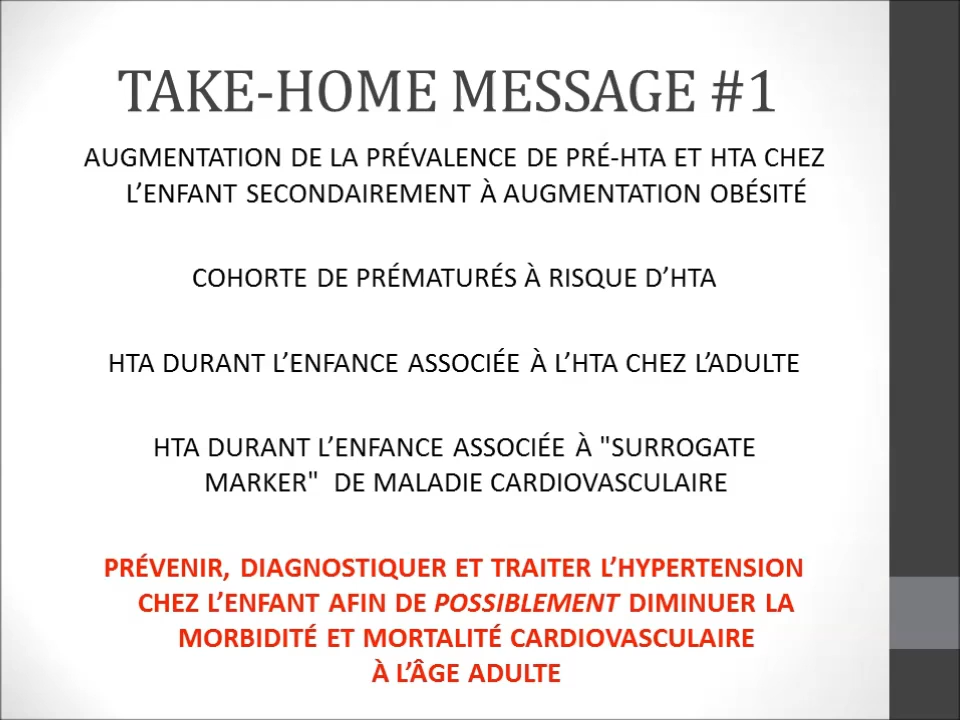 TAKE-HOME MESSAGE #1
AUGMENTATION DE LA PRÉVALENCE DE PRÉ-HTA ET HTA CHEZ
L’ENFANT SECONDAIREMENT À AUGMENTATION OBÉSITÉ
COHORTE DE PRÉMATURÉS À RISQUE D’HTA
HTA DURANT L’ENFANCE ASSOCIÉE À L’HTA CHEZ L’ADULTE
HTA DURANT L’ENFANCE ASSOCIÉE À "SURROGATE
MARKER" DE MALADIE CARDIOVASCULAIRE
PRÉVENIR, DIAGNOSTIQUER ET TRAITER L’HYPERTENSION
CHEZ L’ENFANT AFIN DE POSSIBLEMENT DIMINUER LA
MORBIDITÉ ET MORTALITÉ CARDIOVASCULAIRE
À L’ÂGE ADULTE